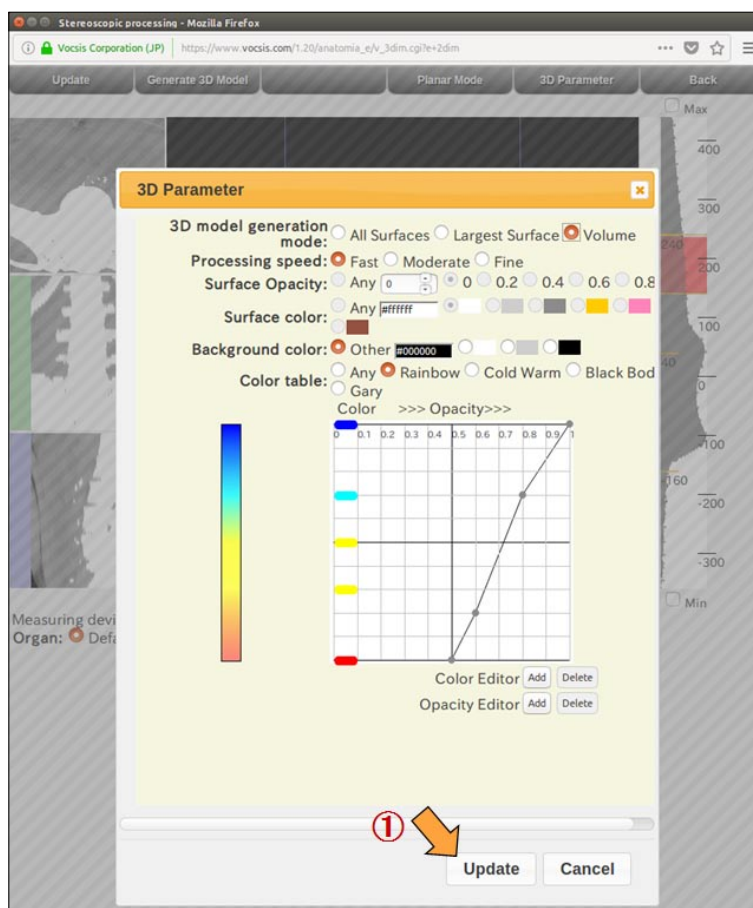 Stereoscopic processing - Mozilla Firefox
Vocsis Corporation (JP) https://www.vocsis.com/1.20/anatomia_e/v_3dim.cgi?e+2dim
Update Generate 3D Model Planar Mode 3D Parameter Back
Max
400
300
240
200
100
40
0
-100
-160
-200
-300
Min
3D Parameter
3D model generation mode: All Surfaces Largest Surface Volume
Processing speed: Fast Moderate Fine
Surface Opacity: Any 0 0 0.2 0.4 0.6 0.8
Surface color: Any #ffffff
Background color: Other #000000
Color table: Any Rainbow Cold Warm Black Bod
Gary
Color >>> Opacity>>>
0 0.1 0.2 0.3 0.4 0.5 0.6 0.7 0.8 0.9 1
Color Editor Add Delete
Opacity Editor Add Delete
Measuring devi
Organ: Defa
①
Update Cancel